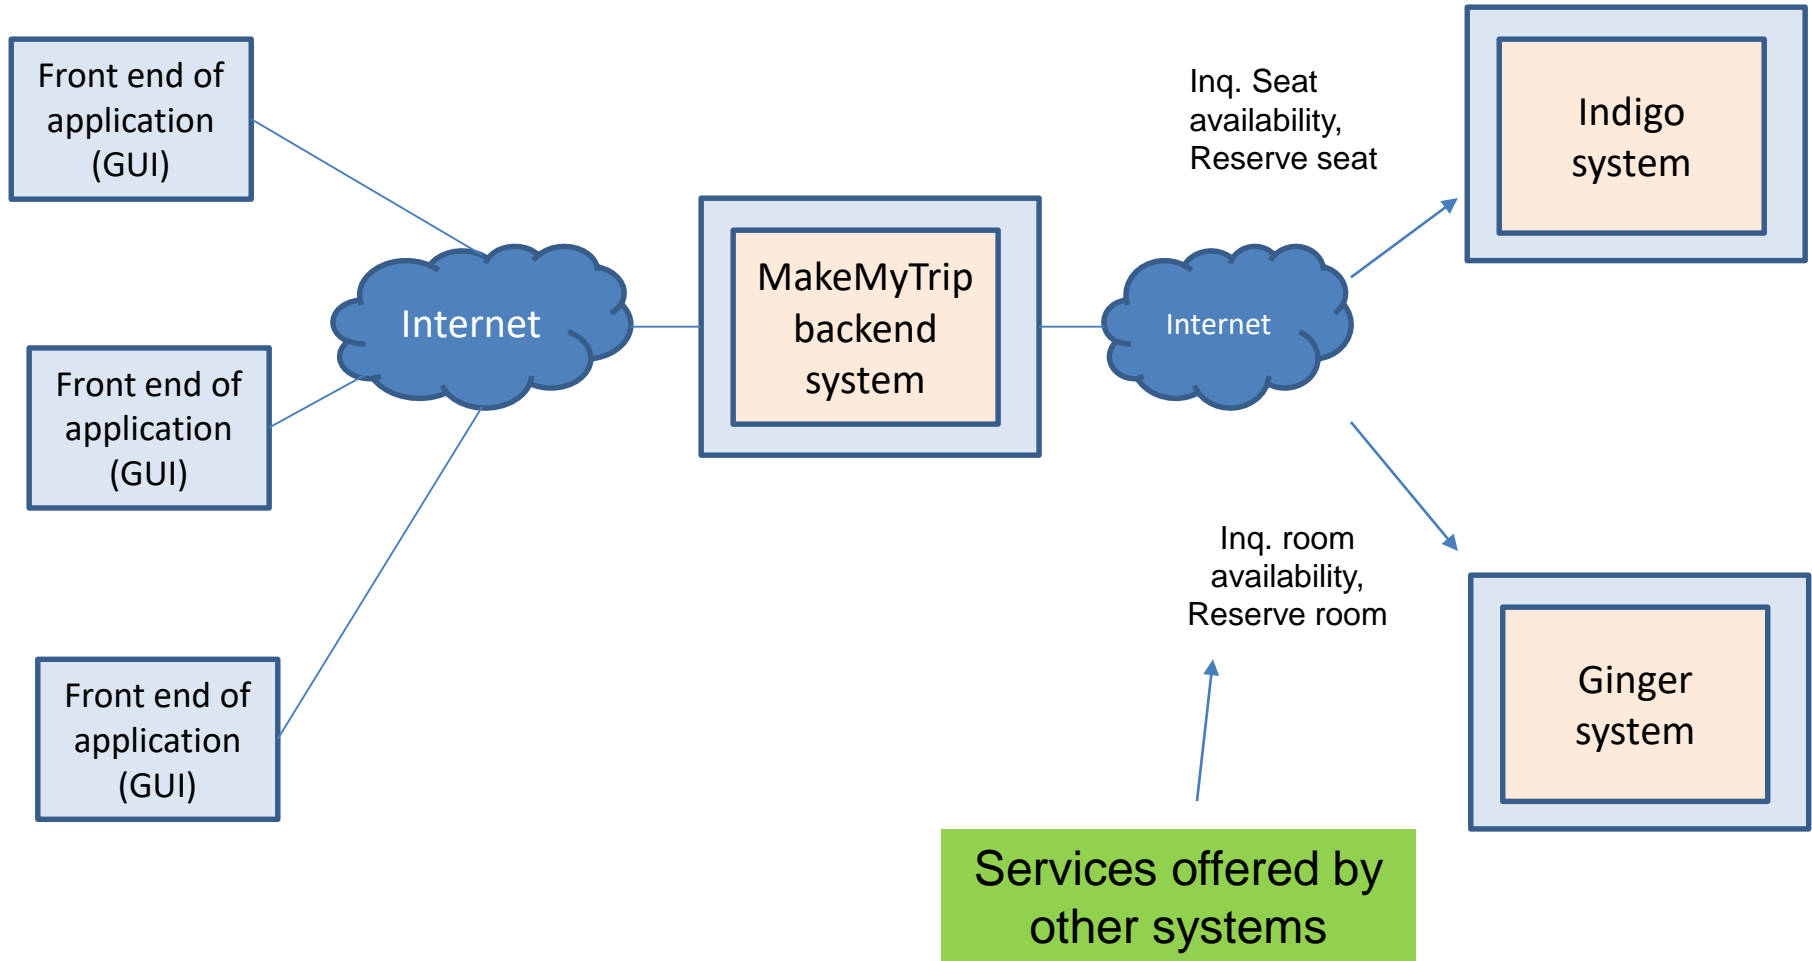 Front end of
application
(GUI)
Front end of
application
(GUI)
Front end of
application
(GUI)
Internet
MakeMyTrip
backend
system
Internet
Inq. Seat
availability,
Reserve seat
Indigo
system
Inq. room
availability,
Reserve room
Ginger
system
Services offered by
other systems